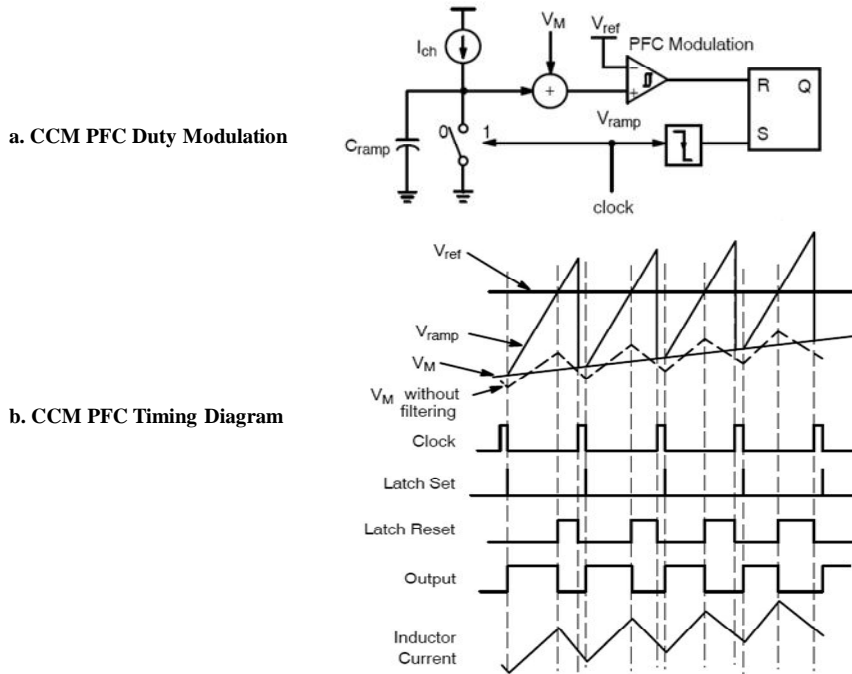 a. CCM PFC Duty Modulation
I_ch
V_M
V_ref
PFC Modulation
−
+
+
R Q
S
V_ramp
C_ramp
0 1
clock
b. CCM PFC Timing Diagram
V_ref
V_ramp
V_M
V_M without
filtering
Clock
Latch Set
Latch Reset
Output
Inductor
Current